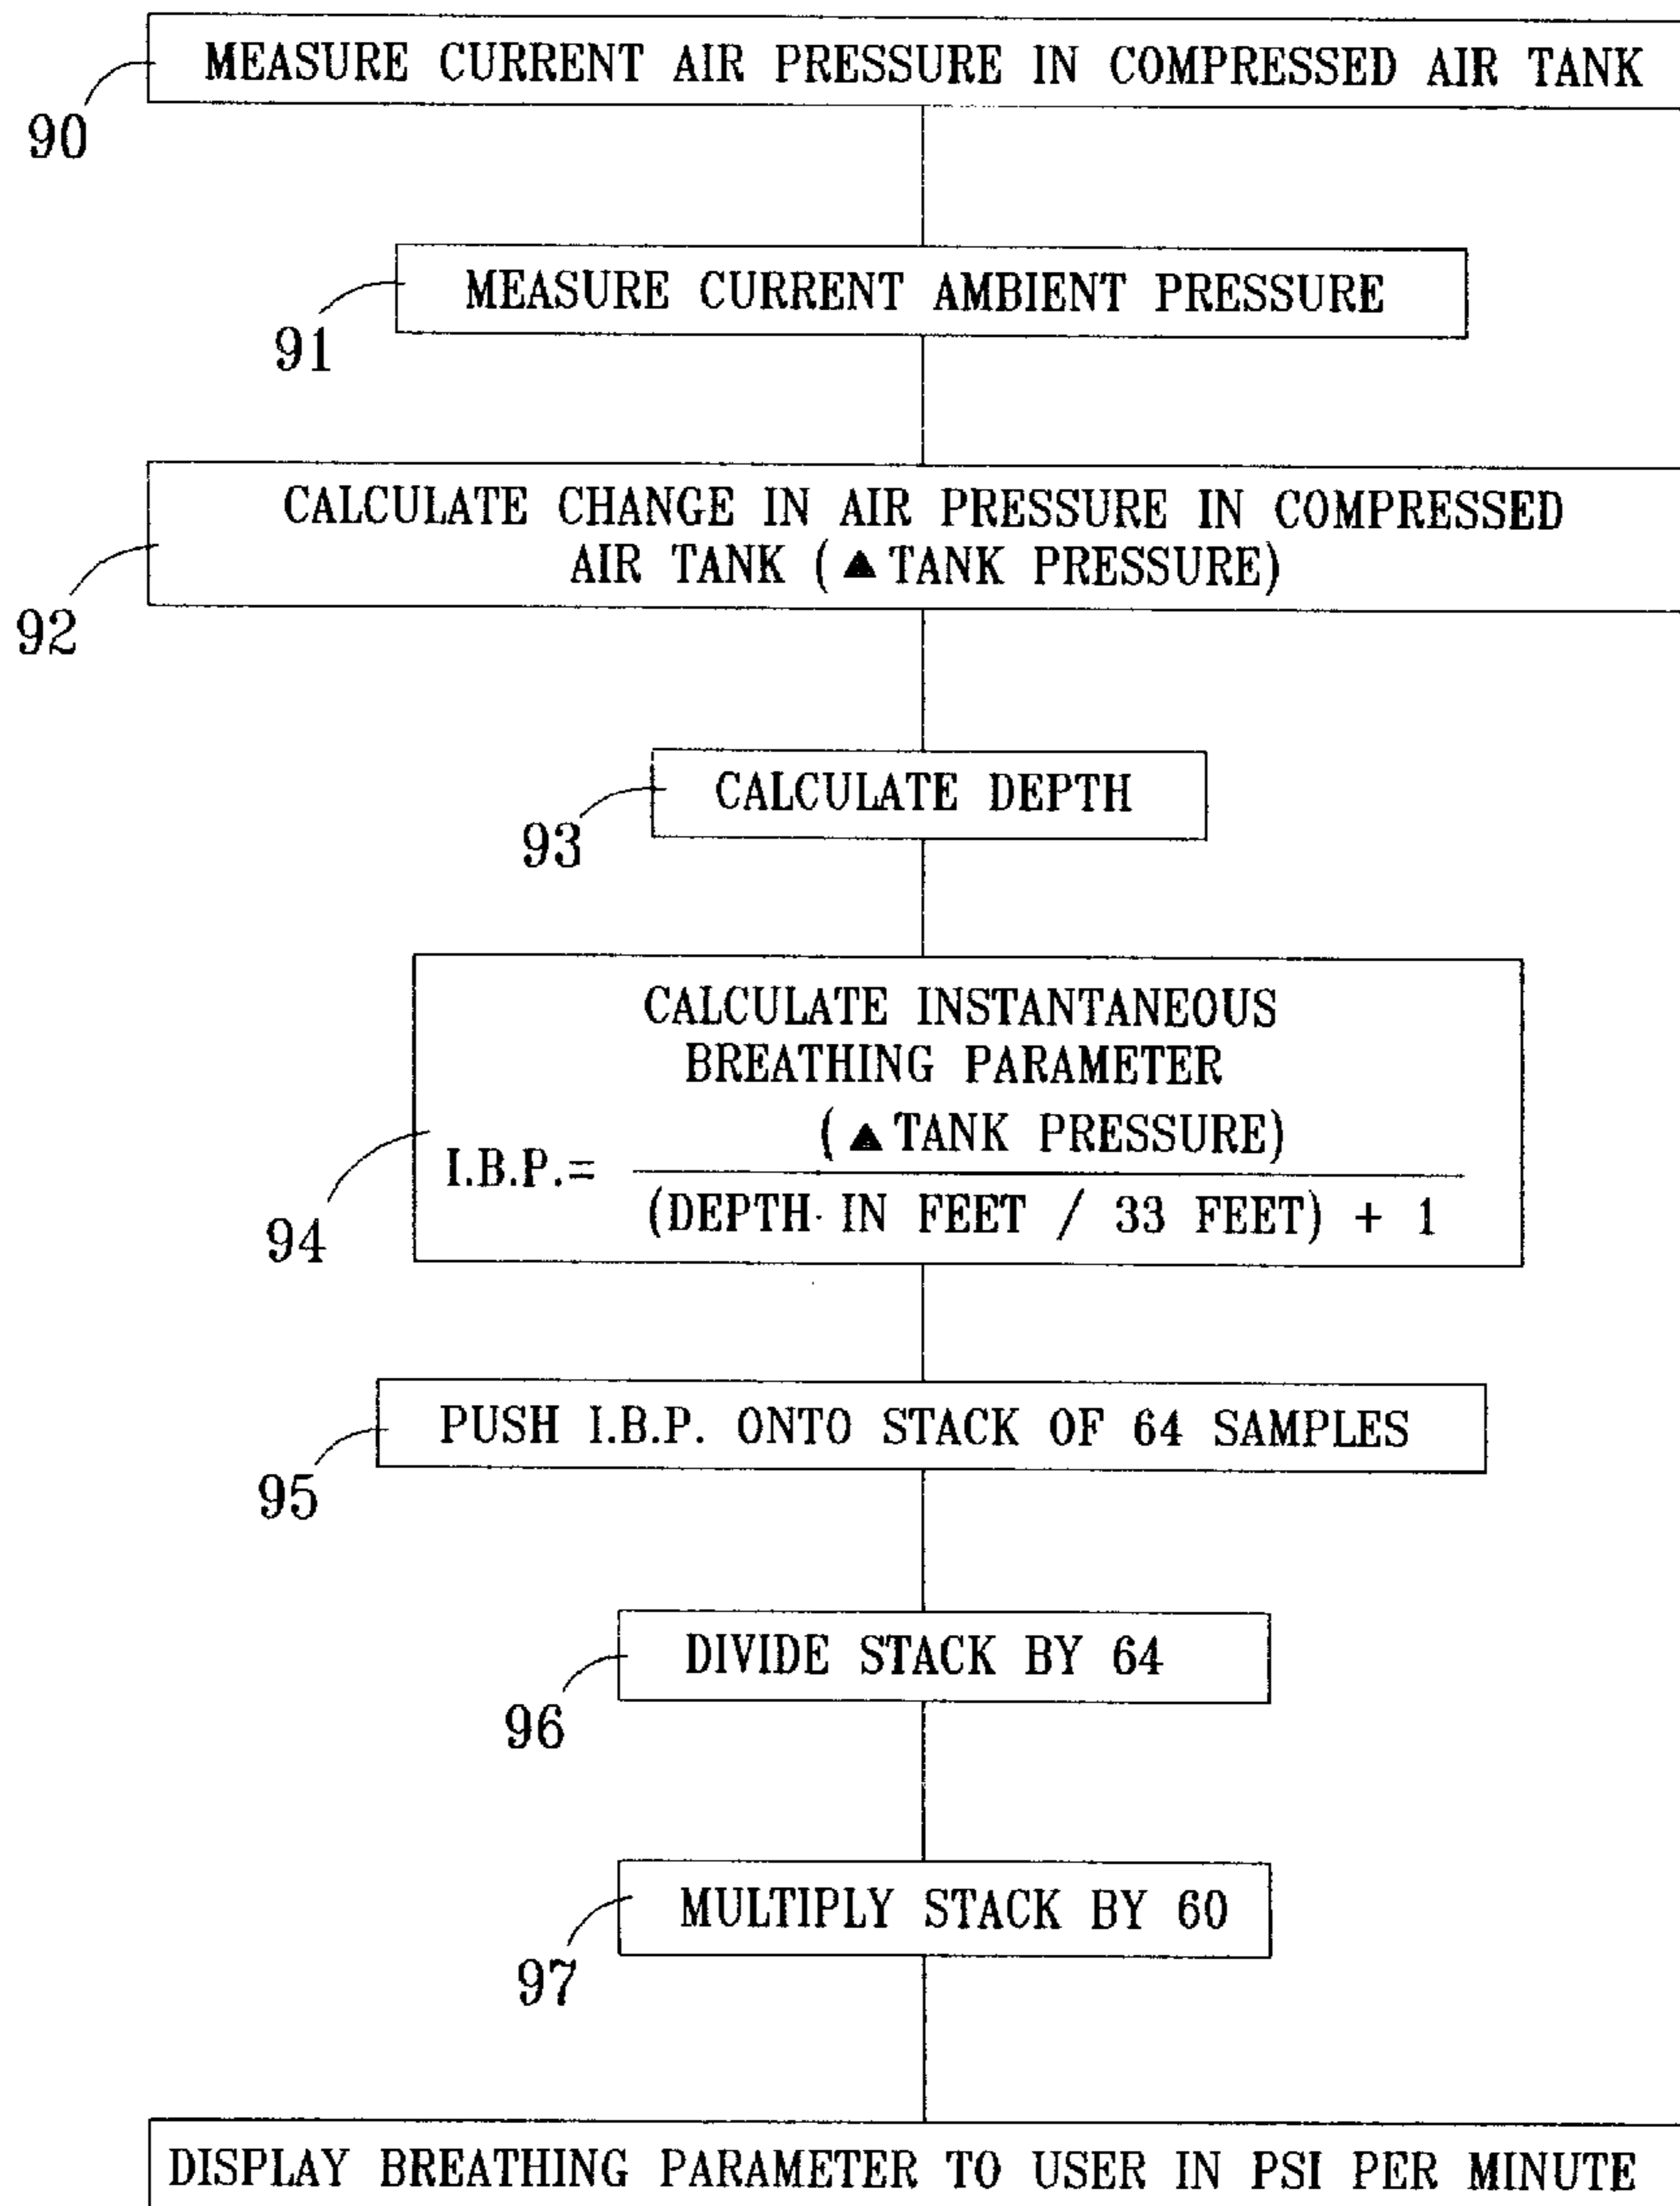 MEASURE CURRENT AIR PRESSURE IN COMPRESSED AIR TANK
90
MEASURE CURRENT AMBIENT PRESSURE
91
CALCULATE CHANGE IN AIR PRESSURE IN COMPRESSED
AIR TANK (▲ TANK PRESSURE)
92
CALCULATE DEPTH
93
CALCULATE INSTANTANEOUS
BREATHING PARAMETER
(▲ TANK PRESSURE)
I.B.P.=
(DEPTH IN FEET / 33 FEET) + 1
94
PUSH I.B.P. ONTO STACK OF 64 SAMPLES
95
DIVIDE STACK BY 64
96
MULTIPLY STACK BY 60
97
DISPLAY BREATHING PARAMETER TO USER IN PSI PER MINUTE